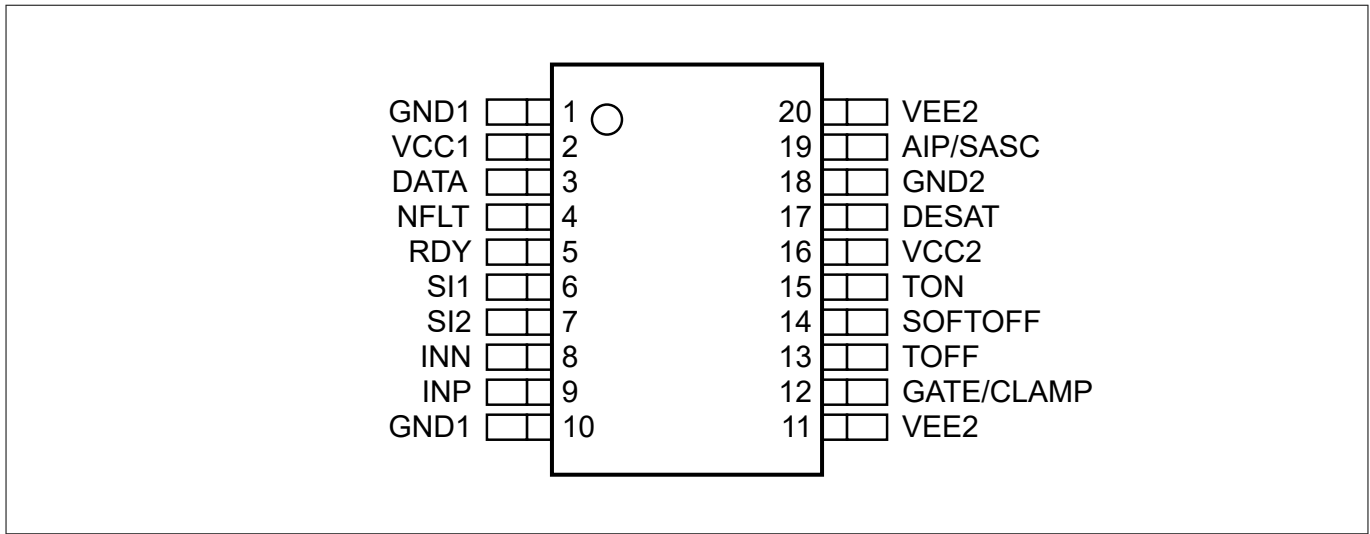 GND1 1 20 VEE2
VCC1 2 19 AIP/SASC
DATA 3 18 GND2
NFLT 4 17 DESAT
RDY 5 16 VCC2
SI1 6 15 TON
SI2 7 14 SOFTOFF
INN 8 13 TOFF
INP 9 12 GATE/CLAMP
GND1 10 11 VEE2